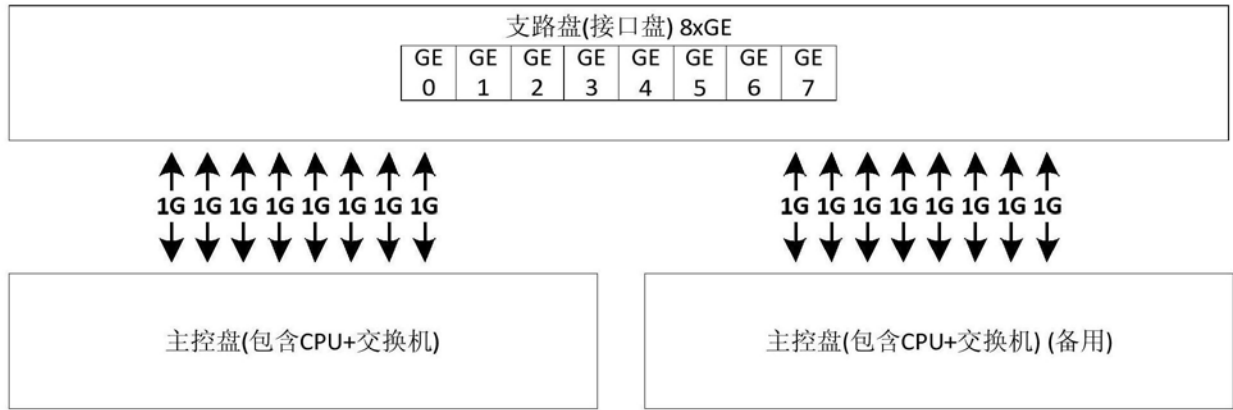 支路盘(接口盘) 8xGE
GE GE GE GE GE GE GE GE
0 1 2 3 4 5 6 7
1G 1G 1G 1G 1G 1G 1G 1G 1G 1G 1G 1G 1G 1G 1G 1G
主控盘(包含CPU+交换机) 主控盘(包含CPU+交换机) (备用)